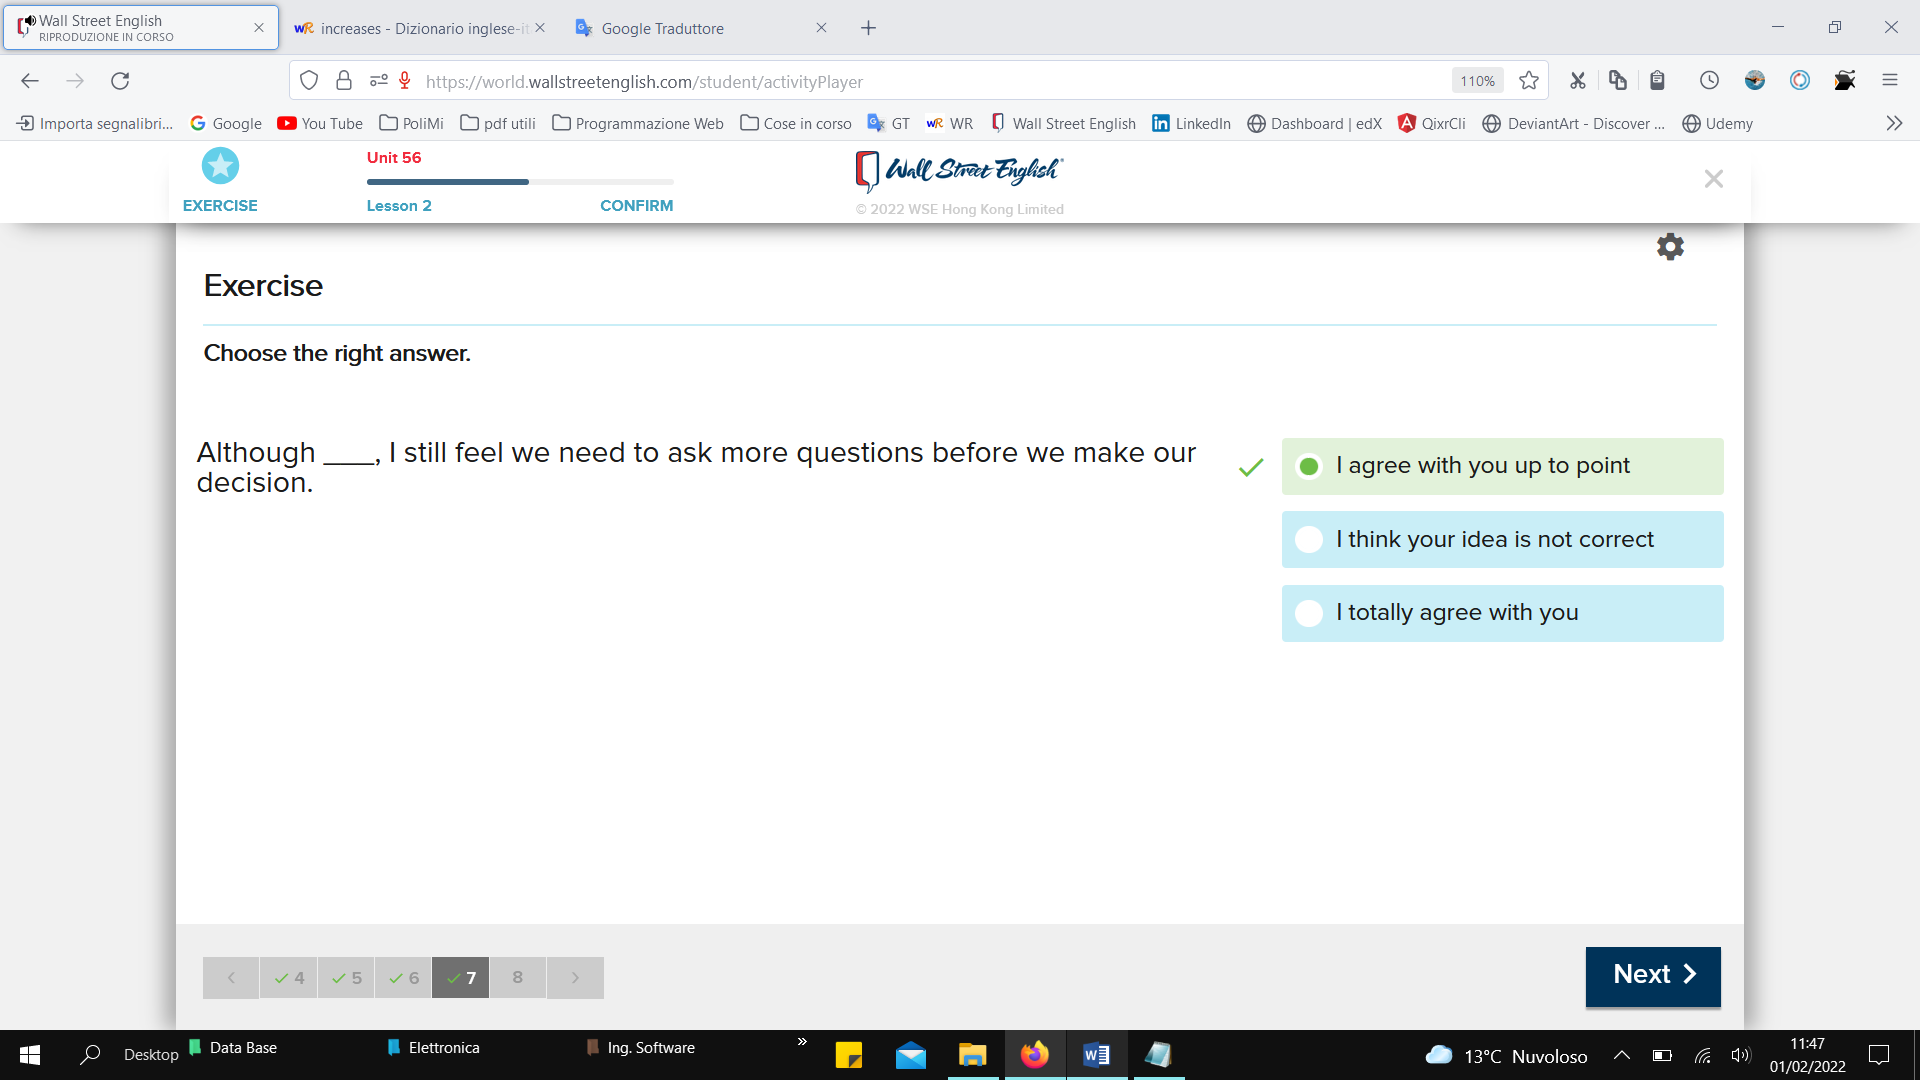 Wall Street English
RIPRODUZIONE IN CORSO
increases - Dizionario inglese-it
Google Traduttore
https://world.wallstreetenglish.com/student/activityPlayer
110%
Importa segnalibri...
Google
You Tube
PoliMi
pdf utili
Programmazione Web
Cose in corso
GT
WR
Wall Street English
LinkedIn
Dashboard | edX
QixrCli
DeviantArt - Discover ...
Udemy
EXERCISE
Unit 56
Lesson 2
CONFIRM
Wall Street English
© 2022 WSE Hong Kong Limited
Exercise
Choose the right answer.
Although ___, I still feel we need to ask more questions before we make our
decision.
I agree with you up to point
I think your idea is not correct
I totally agree with you
4
5
6
7
8
Next
Desktop
Data Base
Elettronica
Ing. Software
13°C Nuvoloso
11:47
01/02/2022